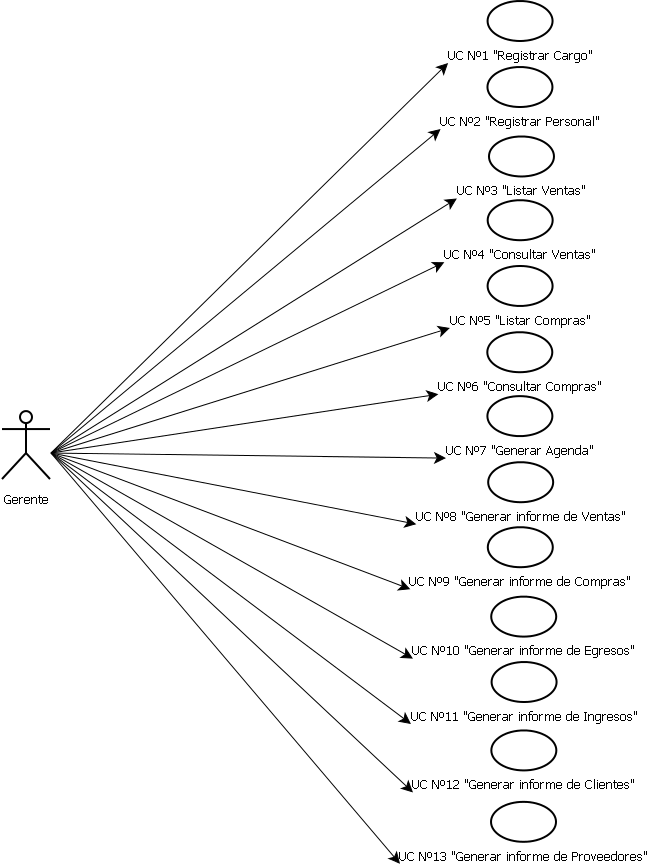 UC Nº1 "Registrar Cargo"
UC Nº2 "Registrar Personal"
UC Nº3 "Listar Ventas"
UC Nº4 "Consultar Ventas"
UC Nº5 "Listar Compras"
UC Nº6 "Consultar Compras"
UC Nº7 "Generar Agenda"
Gerente
UC Nº8 "Generar informe de Ventas"
UC Nº9 "Generar informe de Compras"
UC Nº10 "Generar informe de Egresos"
UC Nº11 "Generar informe de Ingresos"
UC Nº12 "Generar informe de Clientes"
UC Nº13 "Generar informe de Proveedores"